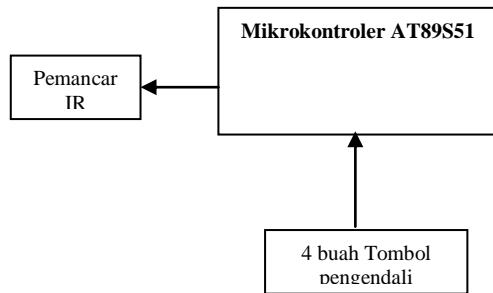 Mikrokontroler AT89S51
Pemancar
IR
4 buah Tombol
pengendali